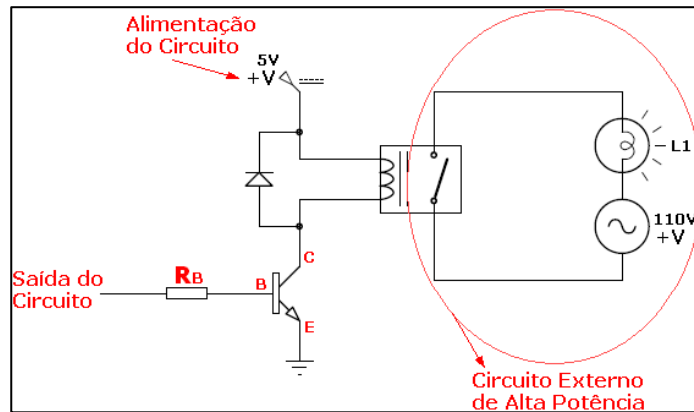 Alimentação
do Circuito
5V
+V
L1
110V
+V
C
Saída do
Circuito
RB
B
E
Circuito Externo
de Alta Potência